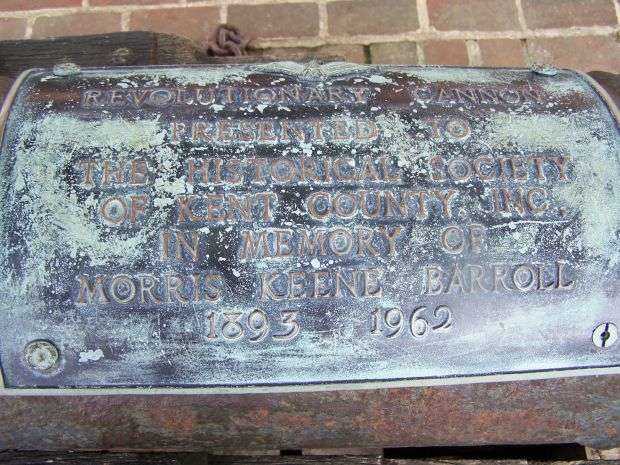 REVOLUTIONARY CANNON
PRESENTED TO
THE HISTORICAL SOCIETY
OF KENT COUNTY, INC.
IN MEMORY OF
MORRIS KEENE BARROLL
1893 1962